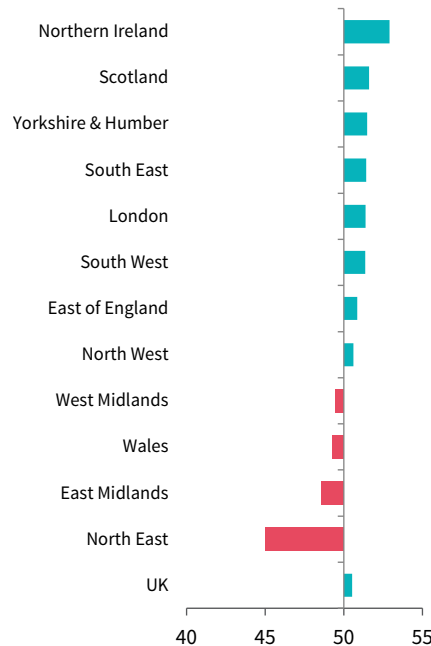 Northern Ireland
Scotland
Yorkshire & Humber
South East
London
South West
East of England
North West
West Midlands
Wales
East Midlands
North East
UK
40 45 50 55